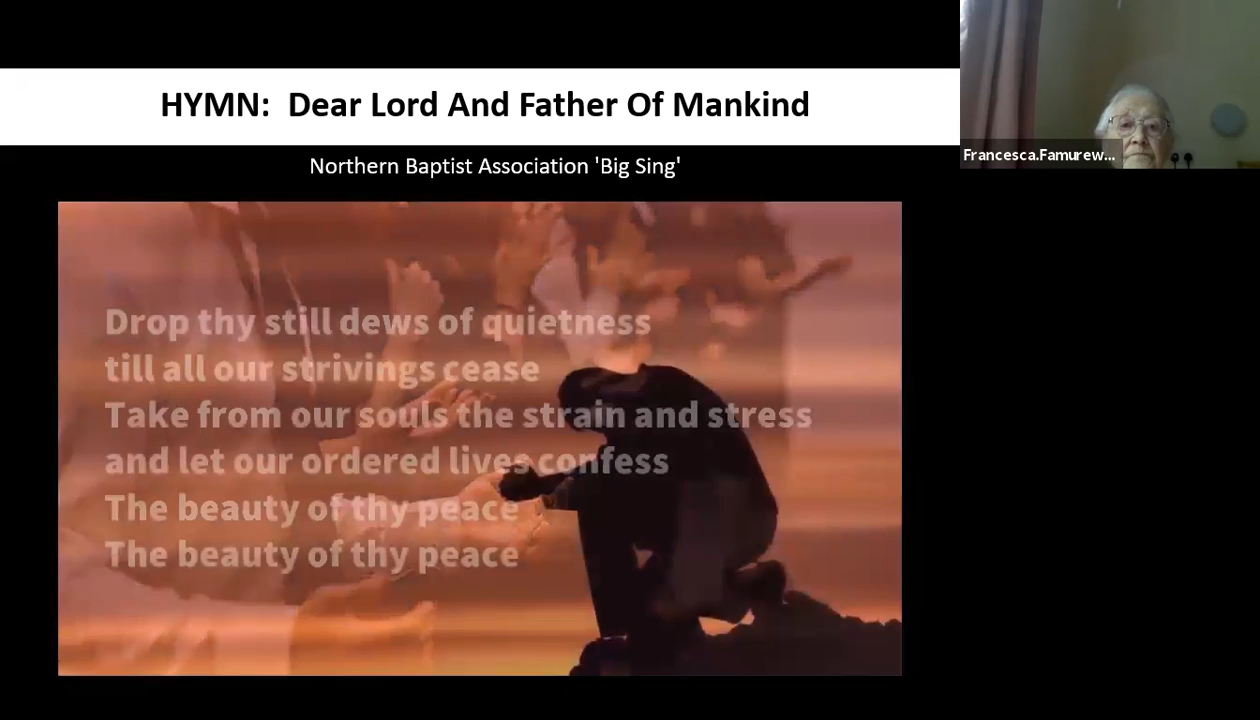 HYMN:  Dear Lord And Father Of Mankind
Northern Baptist Association 'Big Sing'
Francesca.Famurew...
Drop thy still dews of quietness
till all our strivings cease
Take from our souls the strain and stress
and let our ordered lives confess
The beauty of thy peace
The beauty of thy peace